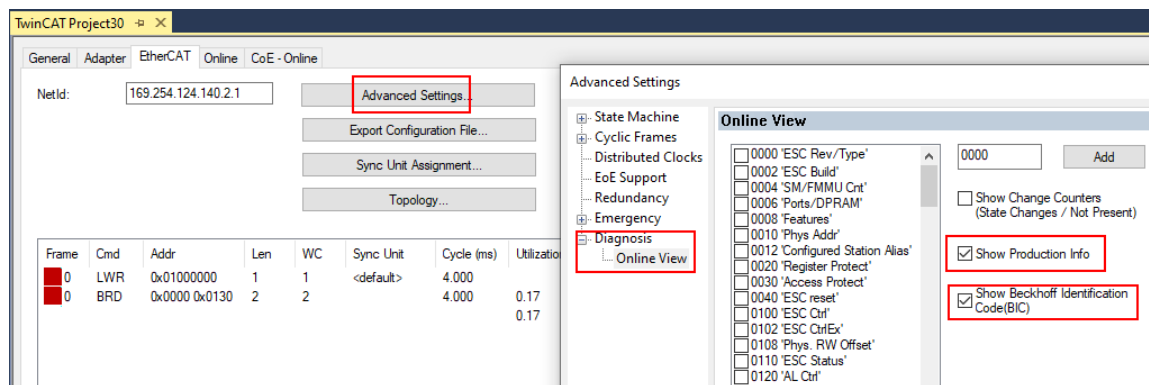 TwinCAT Project30
General Adapter EtherCAT Online CoE - Online
NetId: 169.254.124.140.2.1
Advanced Settings...
Export Configuration File...
Sync Unit Assignment...
Topology...
Frame Cmd Addr Len WC Sync Unit Cycle (ms) Utilizatio
0 LWR 0x01000000 1 1 <default> 4.000
0 BRD 0x0000 0x0130 2 2 4.000 0.17
0.17
Advanced Settings
State Machine
Cyclic Frames
Distributed Clocks
EoE Support
Redundancy
Emergency
Diagnosis
Online View
Online View
0000 'ESC Rev/Type'
0002 'ESC Build'
0004 'SM/FMMU Cnt'
0006 'Ports/DPRAM'
0008 'Features'
0010 'Phys Addr'
0012 'Configured Station Alias'
0020 'Register Protect'
0030 'Access Protect'
0040 'ESC reset'
0100 'ESC Ctrl'
0102 'ESC CtrlEx'
0108 'Phys. RW Offset'
0110 'ESC Status'
0120 'AL Ctrl'
0000 Add
Show Change Counters
(State Changes / Not Present)
Show Production Info
Show Beckhoff Identification
Code(BIC)